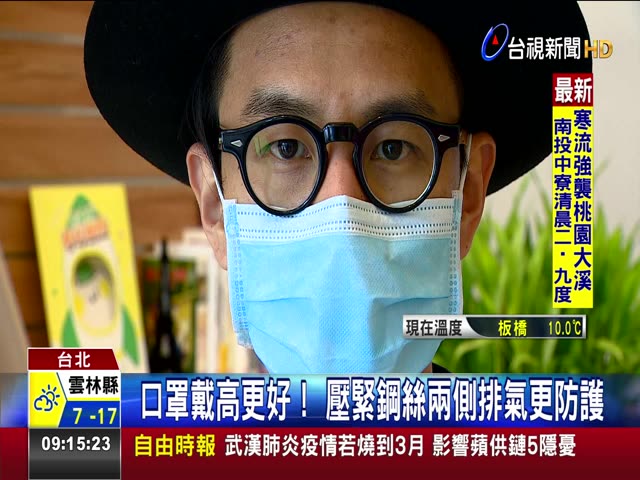 台視新聞HD
最新
寒流強襲桃園大溪
南投中寮清晨二·九度
現在溫度 板橋 10.0℃
台北
雲林縣
7-17
09:15:23
口罩戴高更好! 壓緊鋼絲兩側排氣更防護
自由時報 武漢肺炎疫情若燒到3月 影響蘋供鏈5隱憂